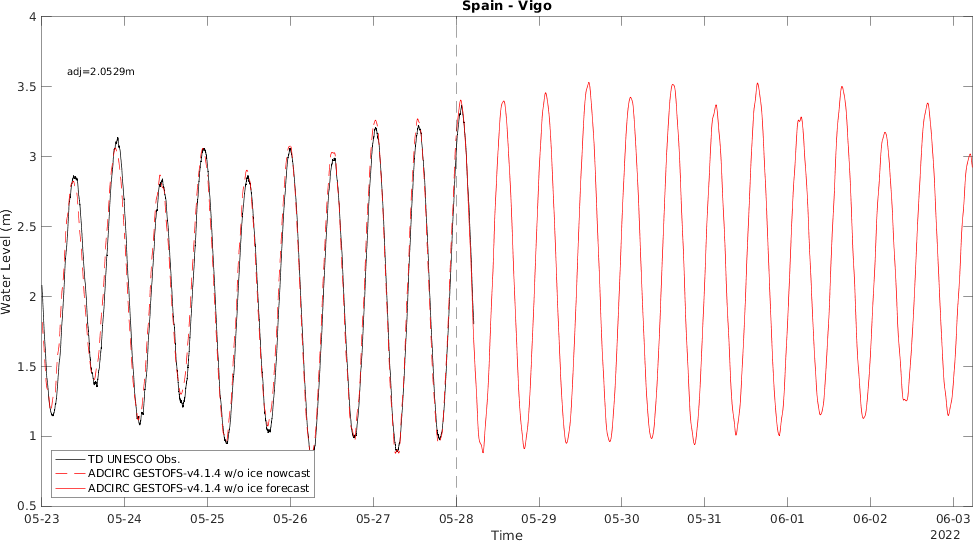 Spain - Vigo
4
adj=2.0529m
3.5
3
2.5
Water Level (m)
2
1.5
1
TD UNESCO Obs.
ADCIRC GESTOFS-v4.1.4 w/o ice nowcast
ADCIRC GESTOFS-v4.1.4 w/o ice forecast
0.5
05-23 05-24 05-25 05-26 05-27 05-28 05-29 05-30 05-31 06-01 06-02 06-03
Time
2022